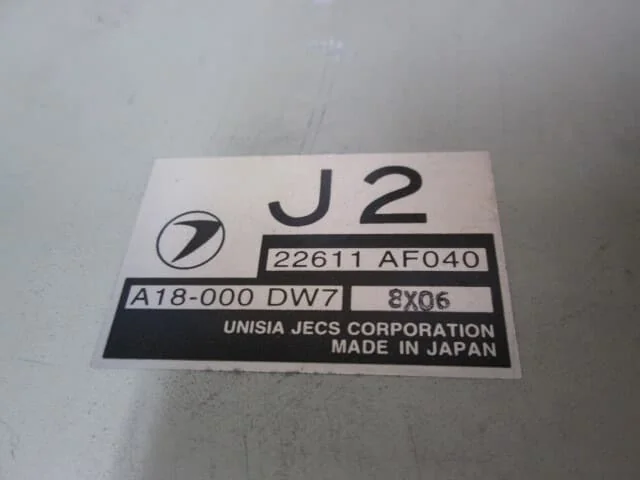 J2
22611 AF040
A18-000 DW7 8X06
UNISIA JECS CORPORATION
MADE IN JAPAN